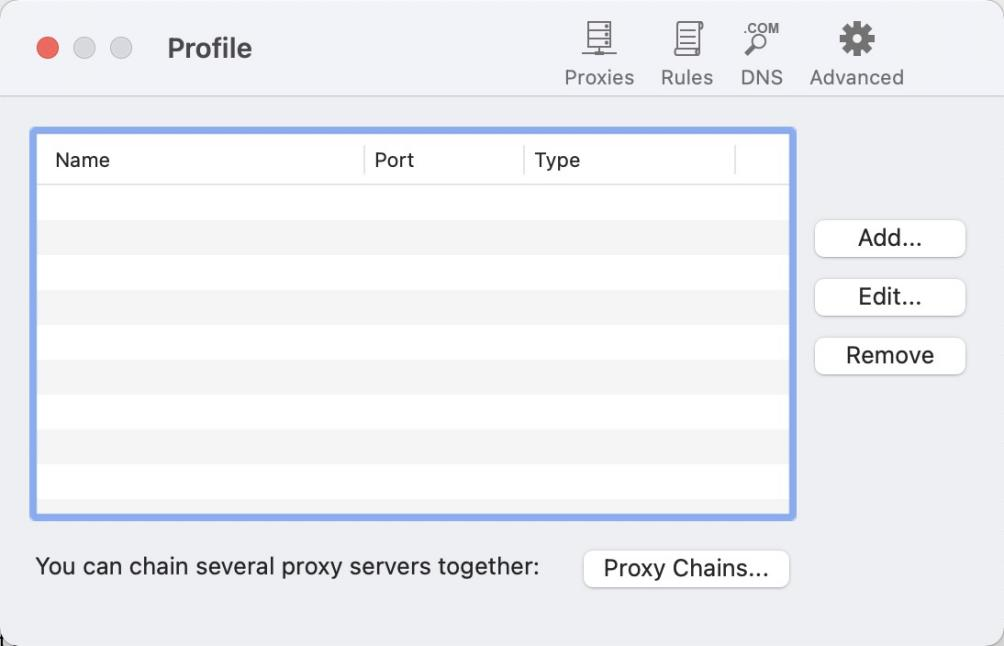 Profile
.COM
Proxies Rules DNS Advanced
Name Port Type
Add...
Edit...
Remove
You can chain several proxy servers together: Proxy Chains...